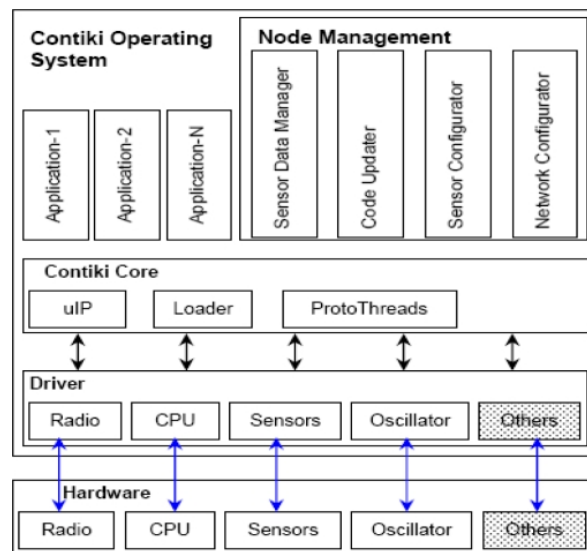 Contiki Operating
System
Node Management
Application-1
Application-2
Application-N
Sensor Data Manager
Code Updater
Sensor Configurator
Network Configurator
Contiki Core
uIP
Loader
ProtoThreads
Driver
Radio
CPU
Sensors
Oscillator
Others
Hardware
Radio
CPU
Sensors
Oscillator
Others